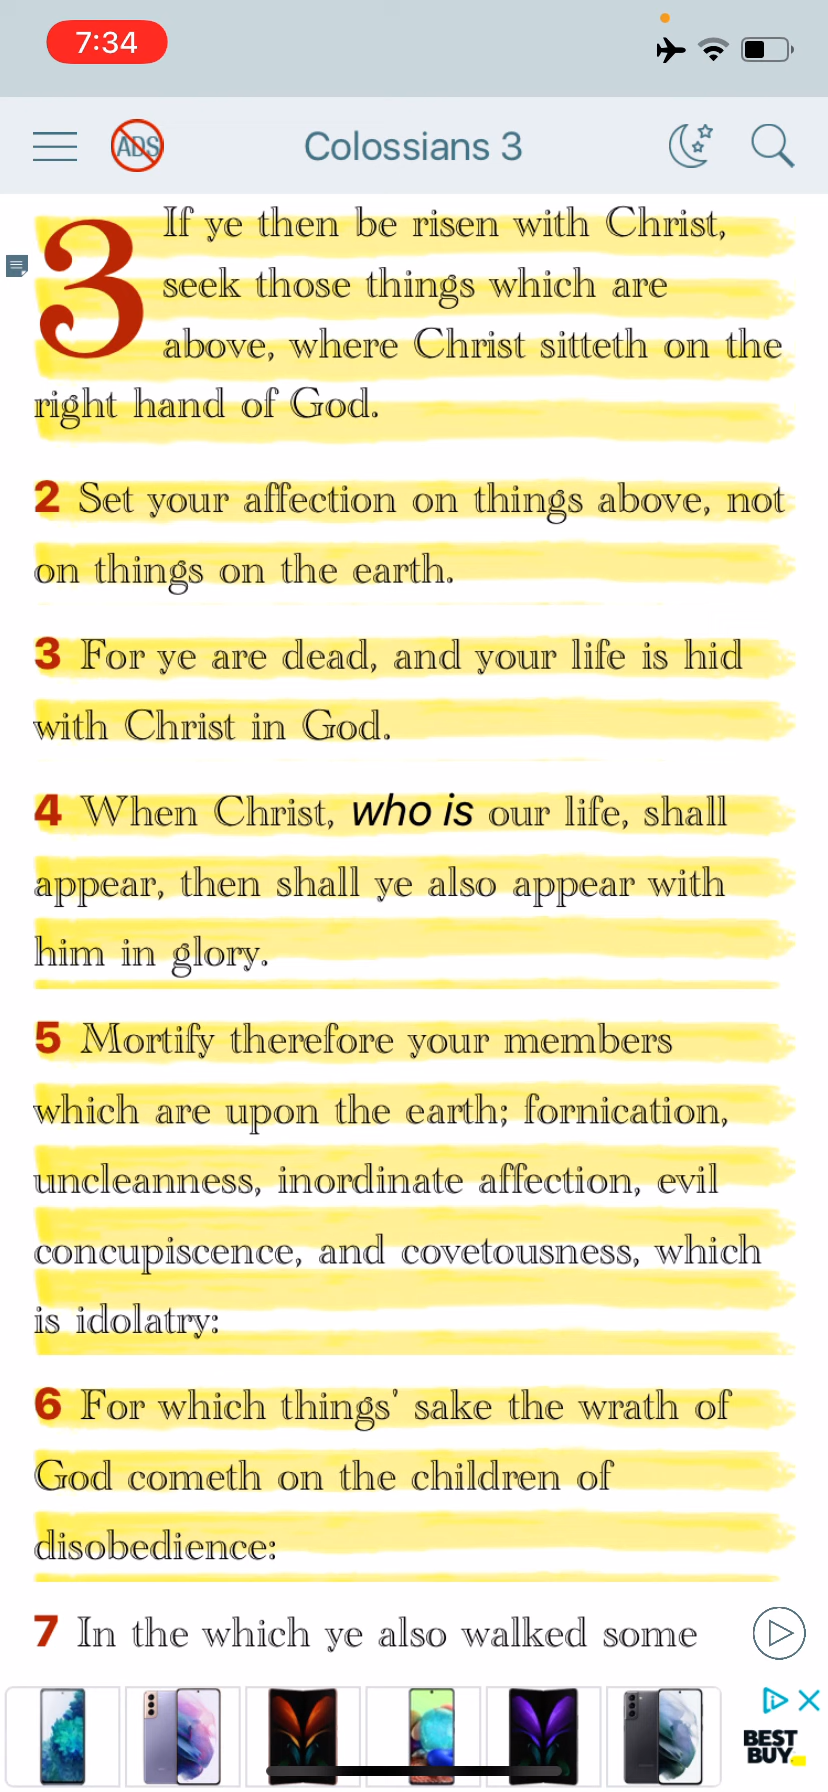 7:34
ADS
Colossians 3
3 If ye then be risen with Christ,
seek those things which are
above, where Christ sitteth on the
right hand of God.
2 Set your affection on things above, not
on things on the earth.
3 For ye are dead, and your life is hid
with Christ in God.
4 When Christ, who is our life, shall
appear, then shall ye also appear with
him in glory.
5 Mortify therefore your members
which are upon the earth; fornication,
uncleanness, inordinate affection, evil
concupiscence, and covetousness, which
is idolatry:
6 For which things' sake the wrath of
God cometh on the children of
disobedience:
7 In the which ye also walked some
BEST
BUY